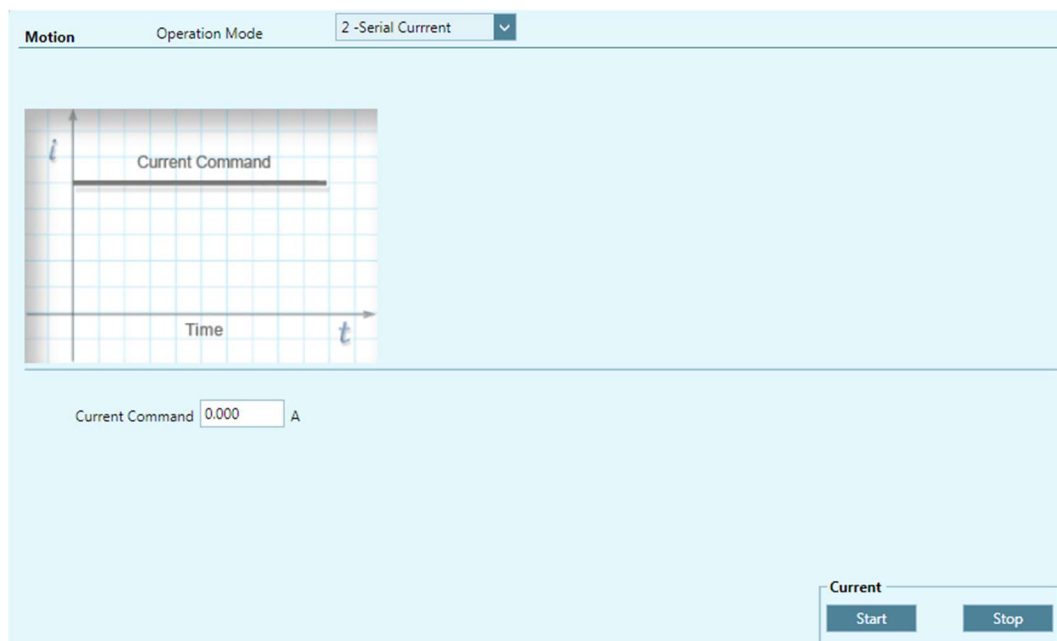 Motion Operation Mode 2 -Serial Currrent
i
Current Command
Time t
Current Command 0.000 A
Current
Start Stop